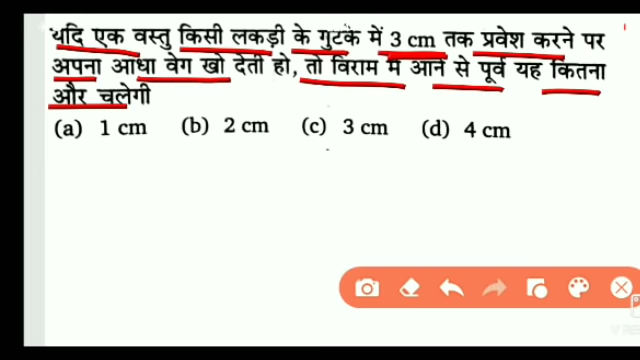 यदि एक वस्तु किसी लकड़ी के गुटके में 3 cm तक प्रवेश करने पर
अपना आधा वेग खो देती हो, तो विराम में आने से पूर्व यह कितना
और चलेगी
(a) 1 cm (b) 2 cm (c) 3 cm (d) 4 cm